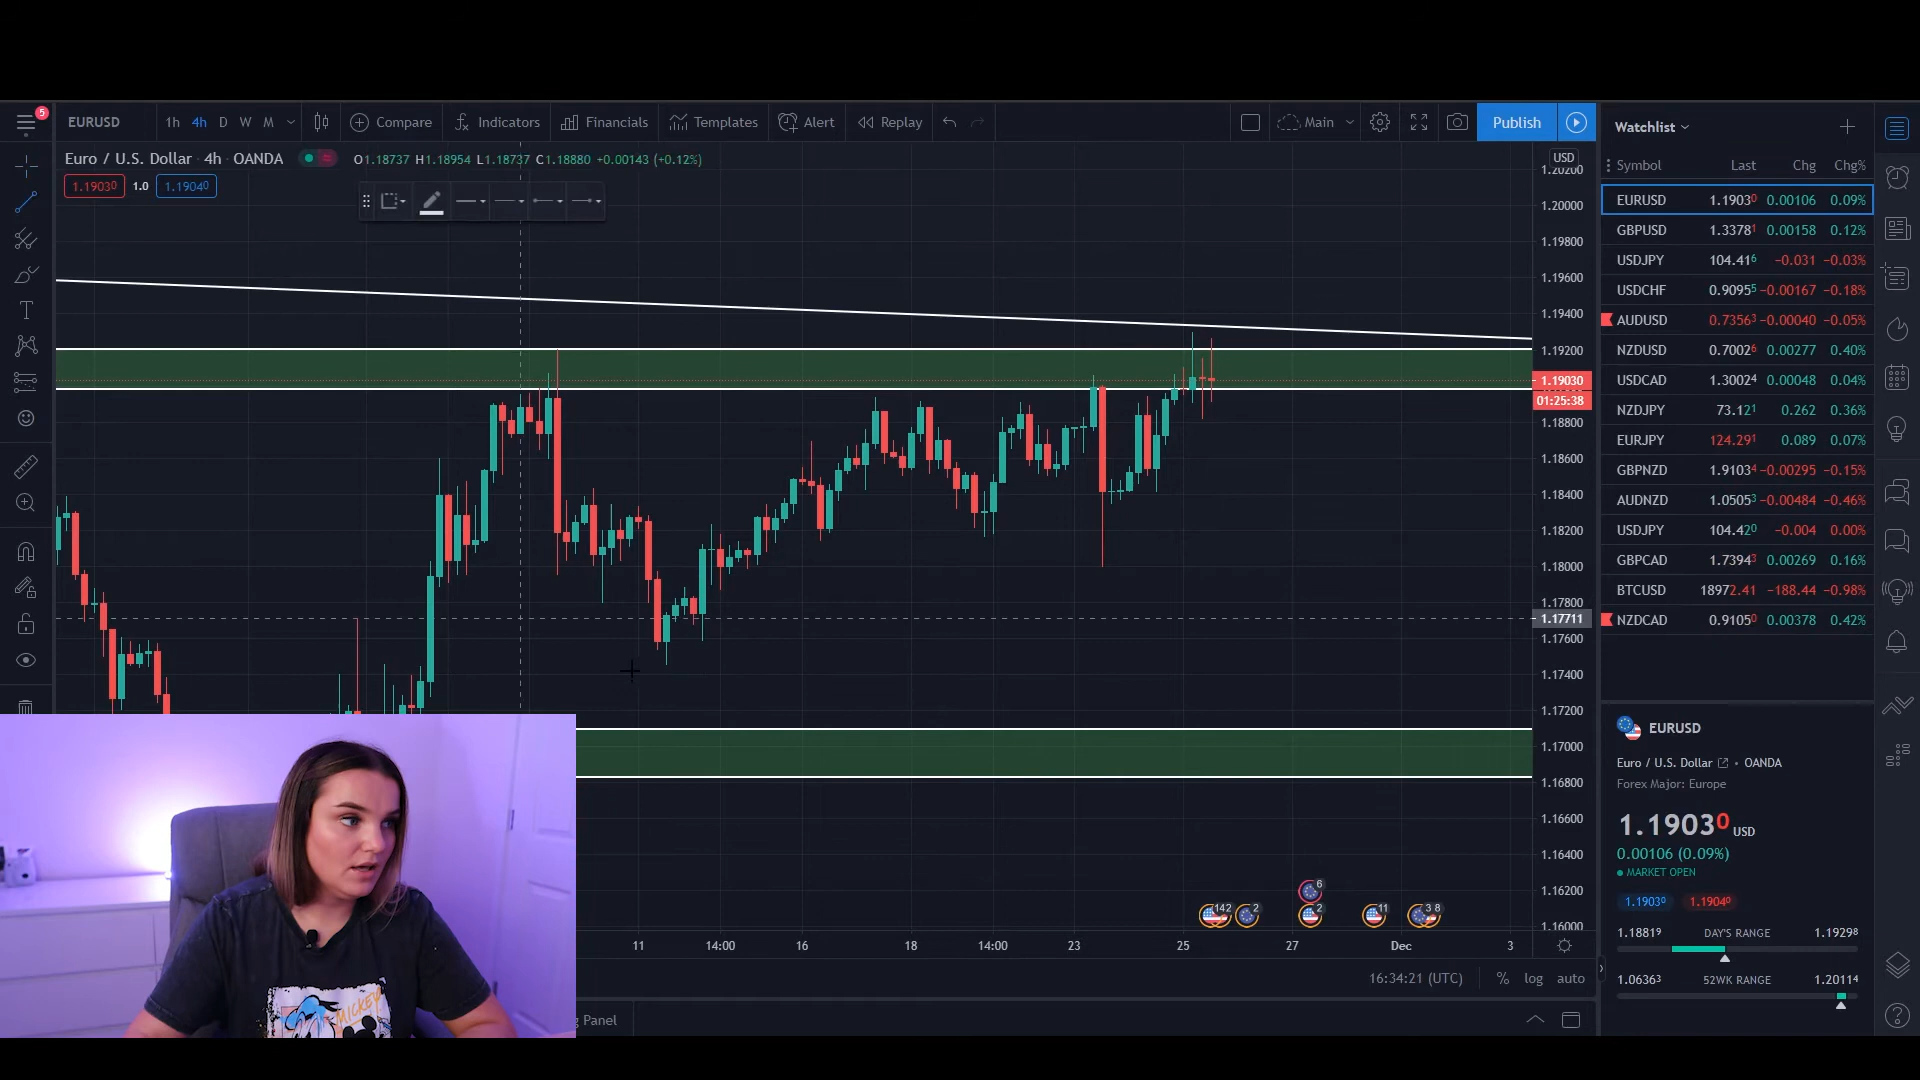 5
EURUSD 1h 4h D W M Compare Indicators Financials Templates Alert Replay Main Publish
Euro / U.S. Dollar · 4h · OANDA O1.18737 H1.18954 L1.18737 C1.18880 +0.00143 (+0.12%)
1.19030 1.0 1.19040
USD
1.20200
1.20000
1.19800
1.19600
1.19400
1.19200
1.19030
01:25:38
1.18800
1.18600
1.18400
1.18200
1.18000
1.17800
1.17711
1.17600
1.17400
1.17200
1.17000
1.16800
1.16600
1.16400
1.16200
1.16000
6
142 2 2 11 3 8
11 14:00 16 18 14:00 23 25 27 Dec 3
16:34:21 (UTC) % log auto
g Panel
MICKEY
Watchlist
Symbol Last Chg Chg%
EURUSD 1.19030 0.00106 0.09%
GBPUSD 1.33781 0.00158 0.12%
USDJPY 104.416 −0.031 −0.03%
USDCHF 0.90955 −0.00167 −0.18%
AUDUSD 0.73563 −0.00040 −0.05%
NZDUSD 0.70026 0.00277 0.40%
USDCAD 1.30024 0.00048 0.04%
NZDJPY 73.121 0.262 0.36%
EURJPY 124.291 0.089 0.07%
GBPNZD 1.91034 −0.00295 −0.15%
AUDNZD 1.05053 −0.00484 −0.46%
USDJPY 104.420 −0.004 0.00%
GBPCAD 1.73943 0.00269 0.16%
BTCUSD 18972.41 −188.44 −0.98%
NZDCAD 0.91050 0.00378 0.42%
EURUSD
Euro / U.S. Dollar • OANDA
Forex Major: Europe
1.19030 USD
0.00106 (0.09%)
MARKET OPEN
1.19030 1.19040
1.18819 DAY'S RANGE 1.19298
1.06363 52WK RANGE 1.20114